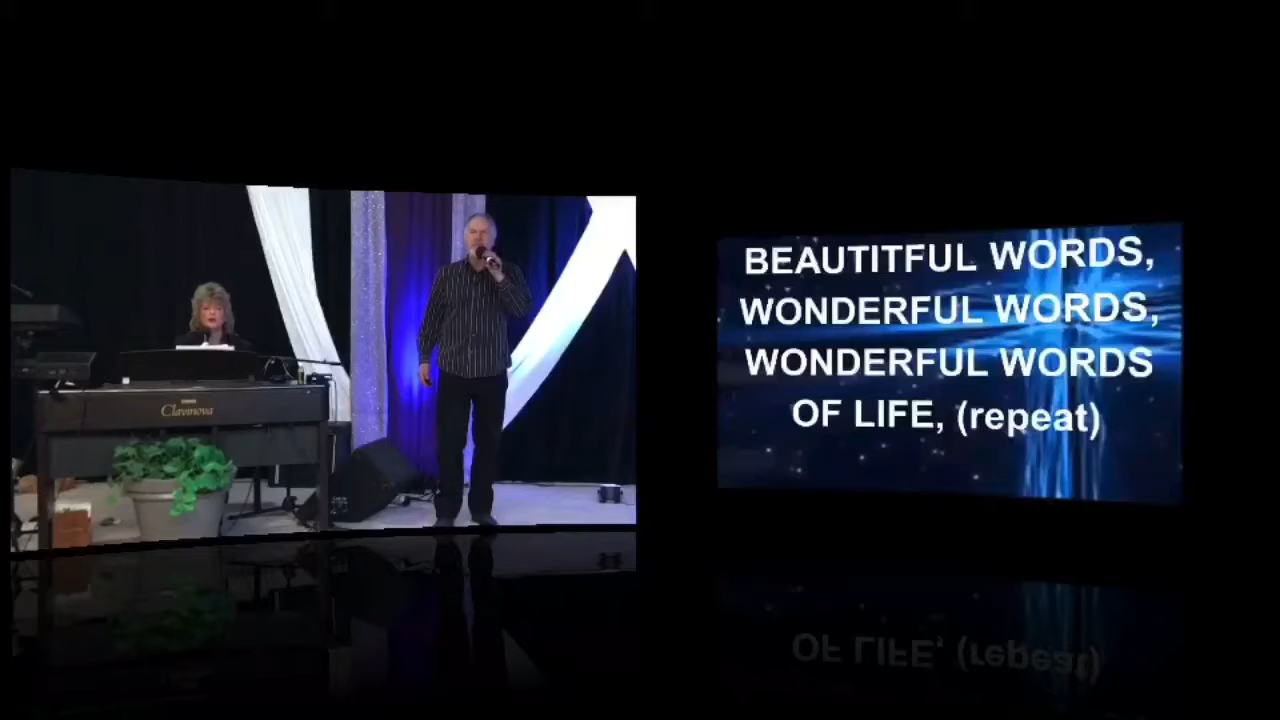 Clavinova
BEAUTITFUL WORDS,
WONDERFUL WORDS,
WONDERFUL WORDS
OF LIFE, (repeat)